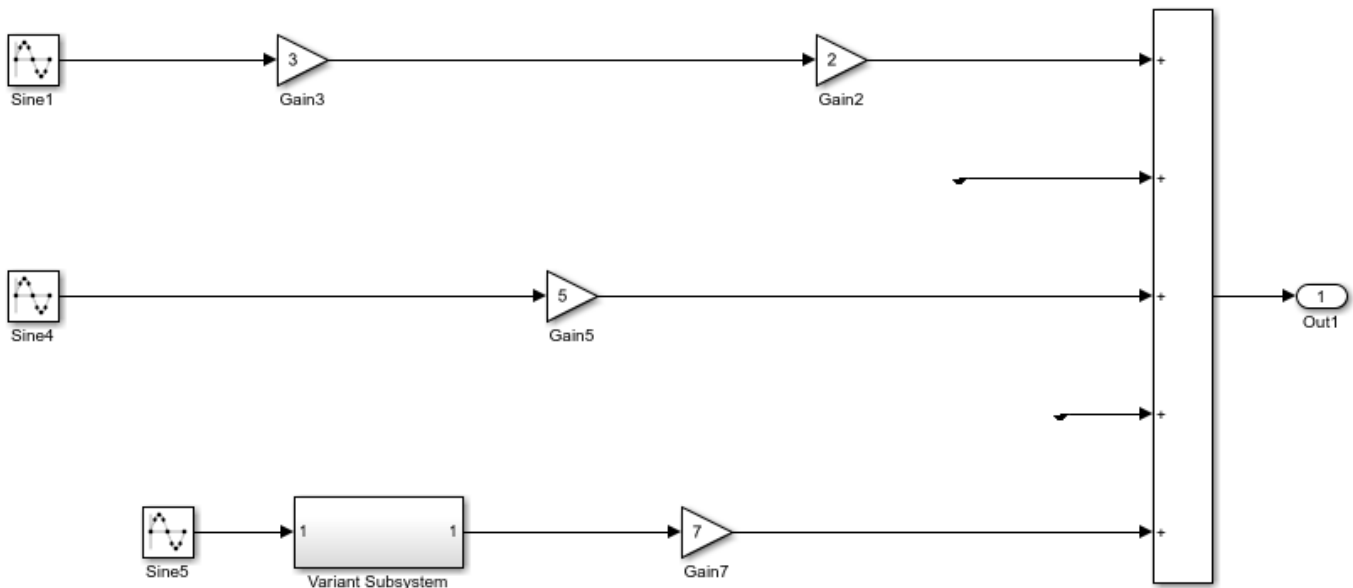 3
2
+
Sine1
Gain3
Gain2
+
5
+
1
Sine4
Gain5
Out1
+
1
1
7
+
Sine5
Variant Subsystem
Gain7